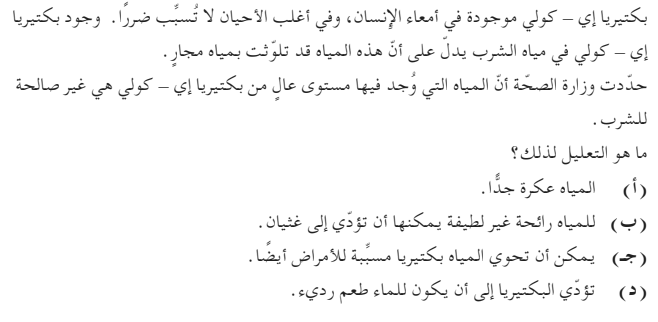 بكتيريا إي – كولي موجودة في أمعاء الإنسان، وفي أغلب الأحيان لا تُسبِّب ضررًا. وجود بكتيريا
إي – كولي في مياه الشرب يدلّ على أنّ هذه المياه قد تلوّثت بمياه مجارٍ.
حدّدت وزارة الصحّة أنّ المياه التي وُجد فيها مستوى عالٍ من بكتيريا إي – كولي هي غير صالحة
للشرب.
ما هو التعليل لذلك؟
(أ) المياه عكرة جدًّا.
(ب) للمياه رائحة غير لطيفة يمكنها أن تؤدّي إلى غثيان.
(جـ) يمكن أن تحوي المياه بكتيريا مسبِّبة للأمراض أيضًا.
(د) تؤدّي البكتيريا إلى أن يكون للماء طعم رديء.